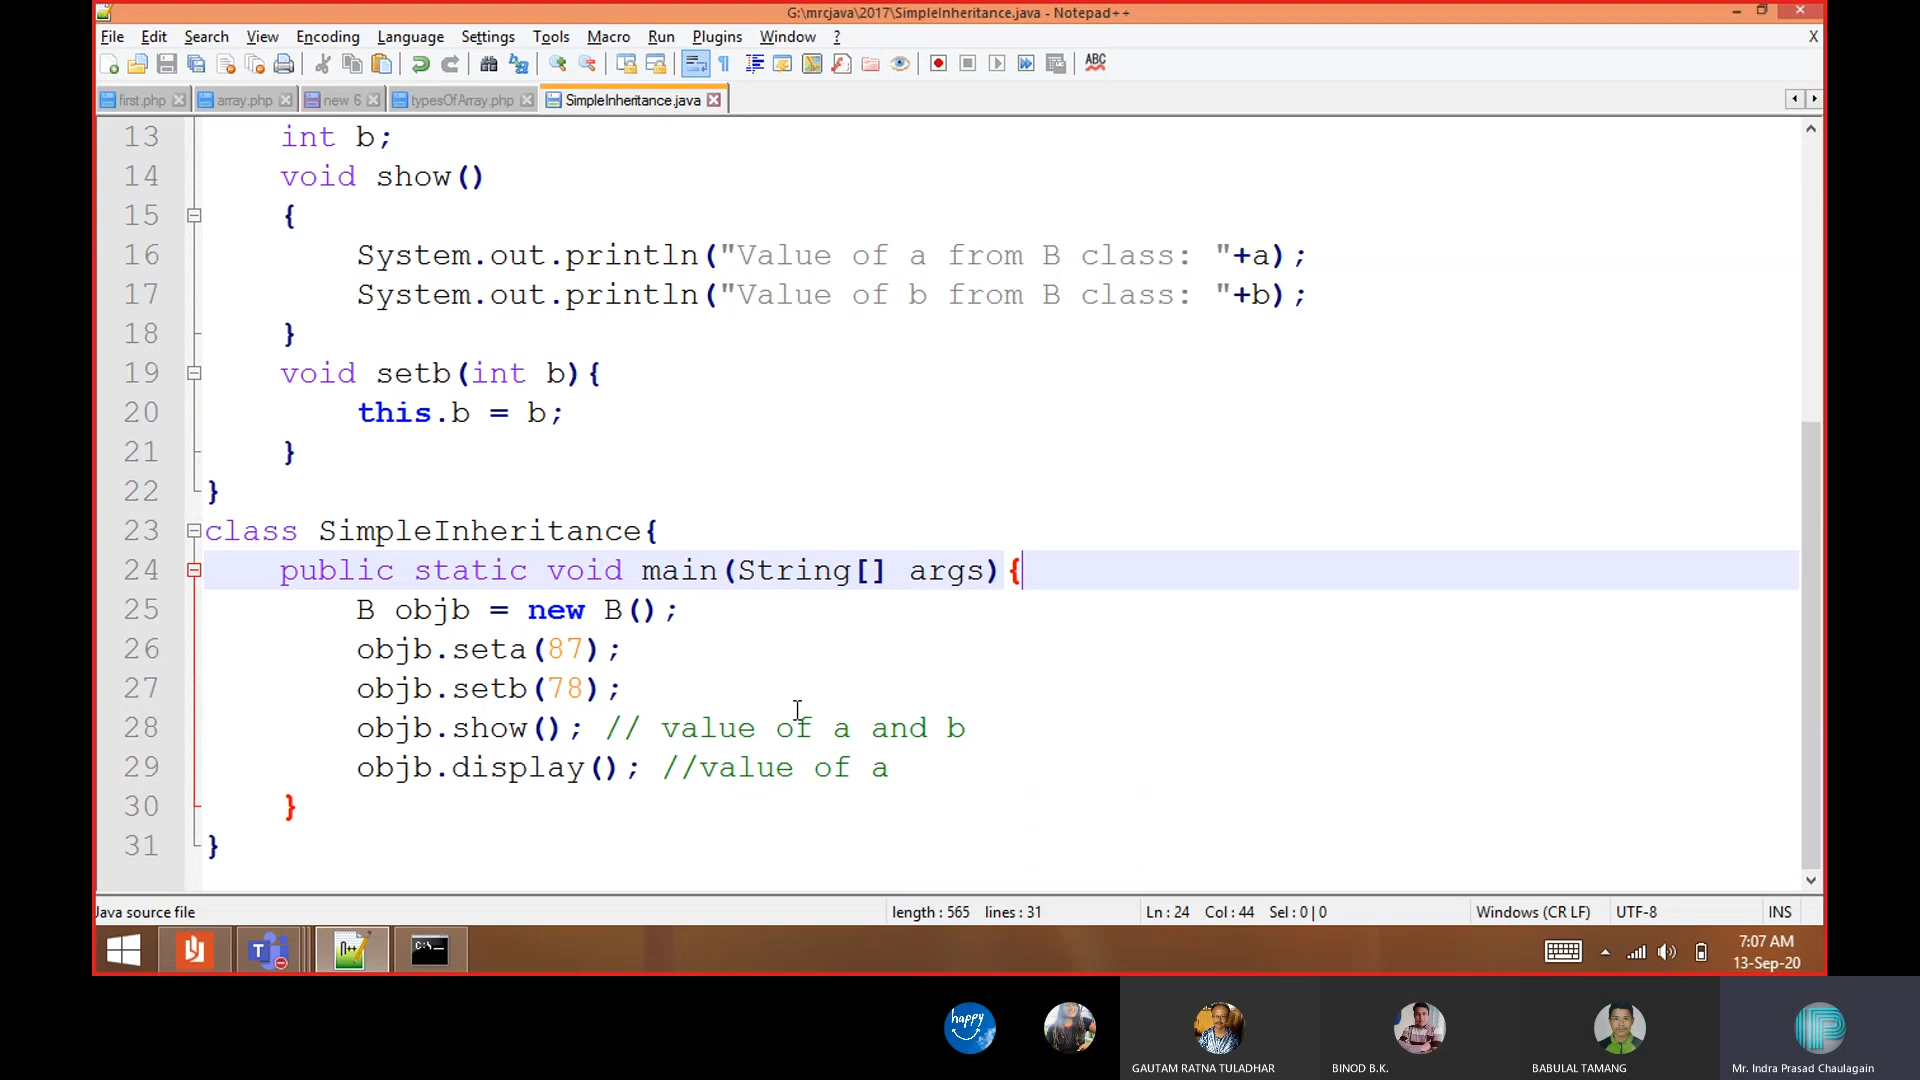 G:\mrcjava\2017\SimpleInheritance.java - Notepad++
File Edit Search View Encoding Language Settings Tools Macro Run Plugins Window ? X
ABC
first.php array.php new 6 typesOfArray.php SimpleInheritance.java
13 int b;
14 void show()
15 {
16 System.out.println("Value of a from B class: "+a);
17 System.out.println("Value of b from B class: "+b);
18 }
19 void setb(int b){
20 this.b = b;
21 }
22 }
23 class SimpleInheritance{
24 public static void main(String[] args){
25 B objb = new B();
26 objb.seta(87);
27 objb.setb(78);
28 objb.show(); // value of a and b
29 objb.display(); //value of a
30 }
31 }
Java source file length : 565 lines : 31 Ln : 24 Col : 44 Sel : 0 | 0 Windows (CR LF) UTF-8 INS
7:07 AM
13-Sep-20
happy
GAUTAM RATNA TULADHAR BINOD B.K. BABULAL TAMANG Mr. Indra Prasad Chaulagain